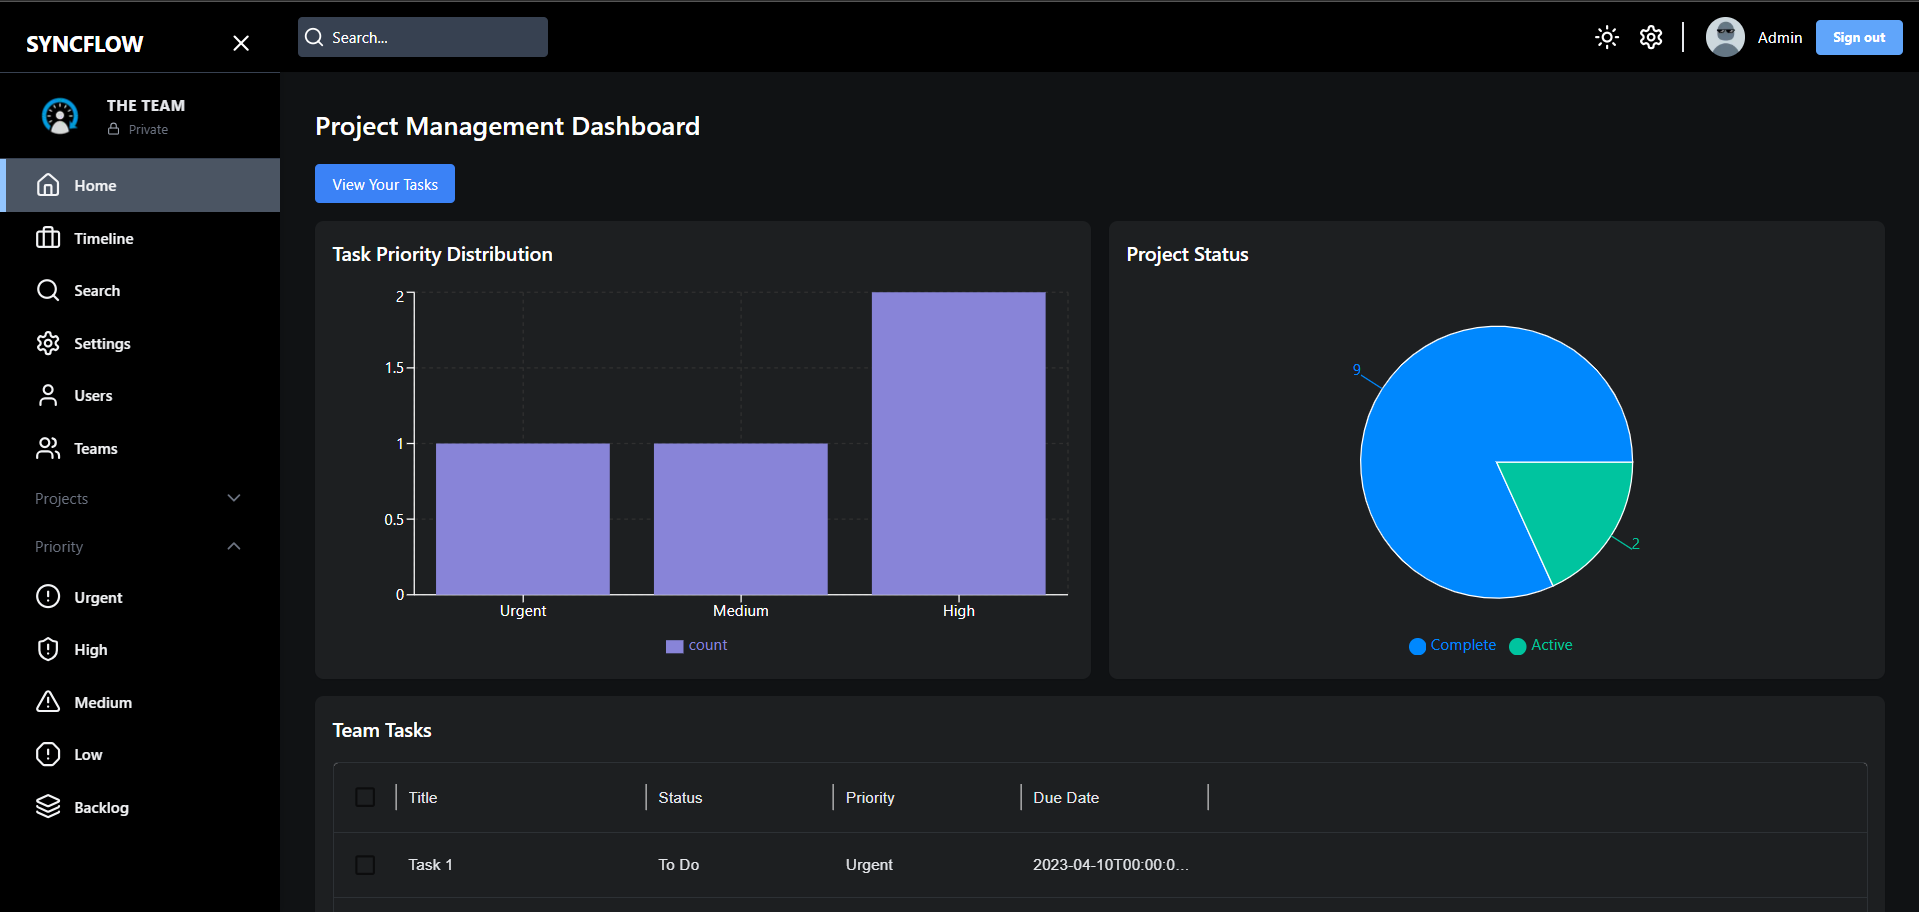 SYNCFLOW
Search...
Admin
Sign out
THE TEAM
Private
Home
Timeline
Search
Settings
Users
Teams
Projects
Priority
Urgent
High
Medium
Low
Backlog
Project Management Dashboard
View Your Tasks
Task Priority Distribution
2
1.5
1
0.5
0
Urgent Medium High
count
Project Status
9
2
Complete Active
Team Tasks
Title Status Priority Due Date
Task 1 To Do Urgent 2023-04-10T00:00:0...